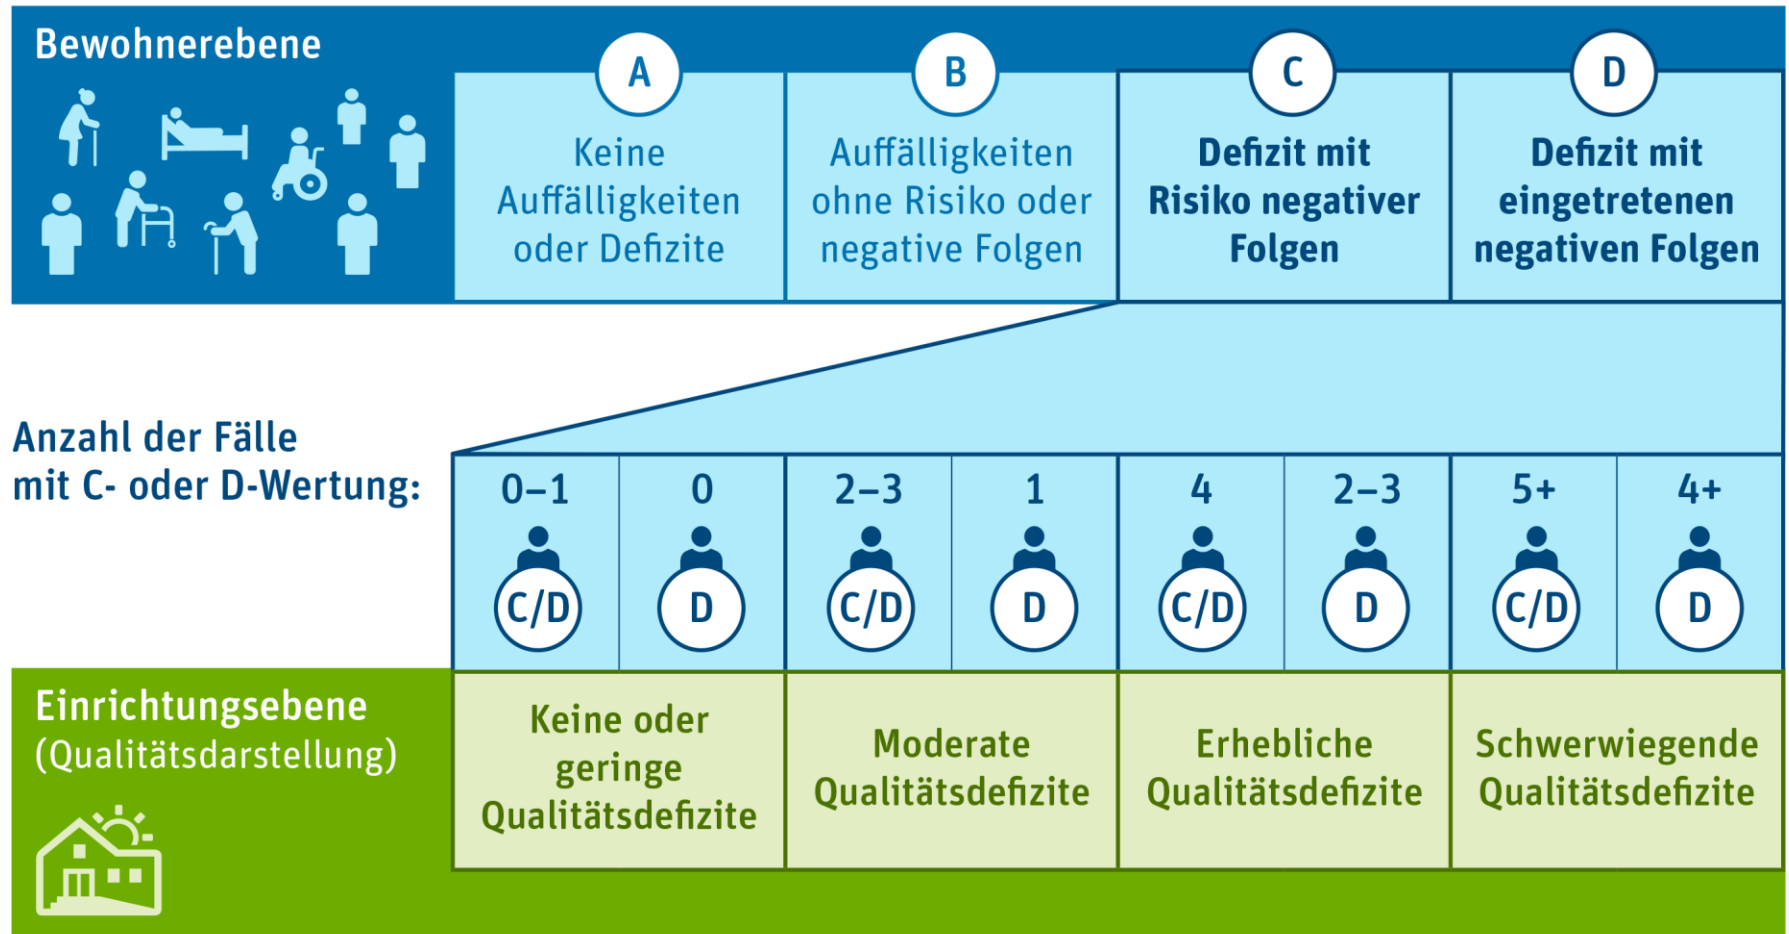 Bewohnerebene
A
Keine
Auffälligkeiten
oder Defizite
B
Auffälligkeiten
ohne Risiko oder
negative Folgen
C
Defizit mit
Risiko negativer
Folgen
D
Defizit mit
eingetretenen
negativen Folgen
Anzahl der Fälle
mit C- oder D-Wertung:
0–1
C/D
0
D
2–3
C/D
1
D
4
C/D
2–3
D
5+
C/D
4+
D
Einrichtungsebene
(Qualitätsdarstellung)
Keine oder
geringe
Qualitätsdefizite
Moderate
Qualitätsdefizite
Erhebliche
Qualitätsdefizite
Schwerwiegende
Qualitätsdefizite